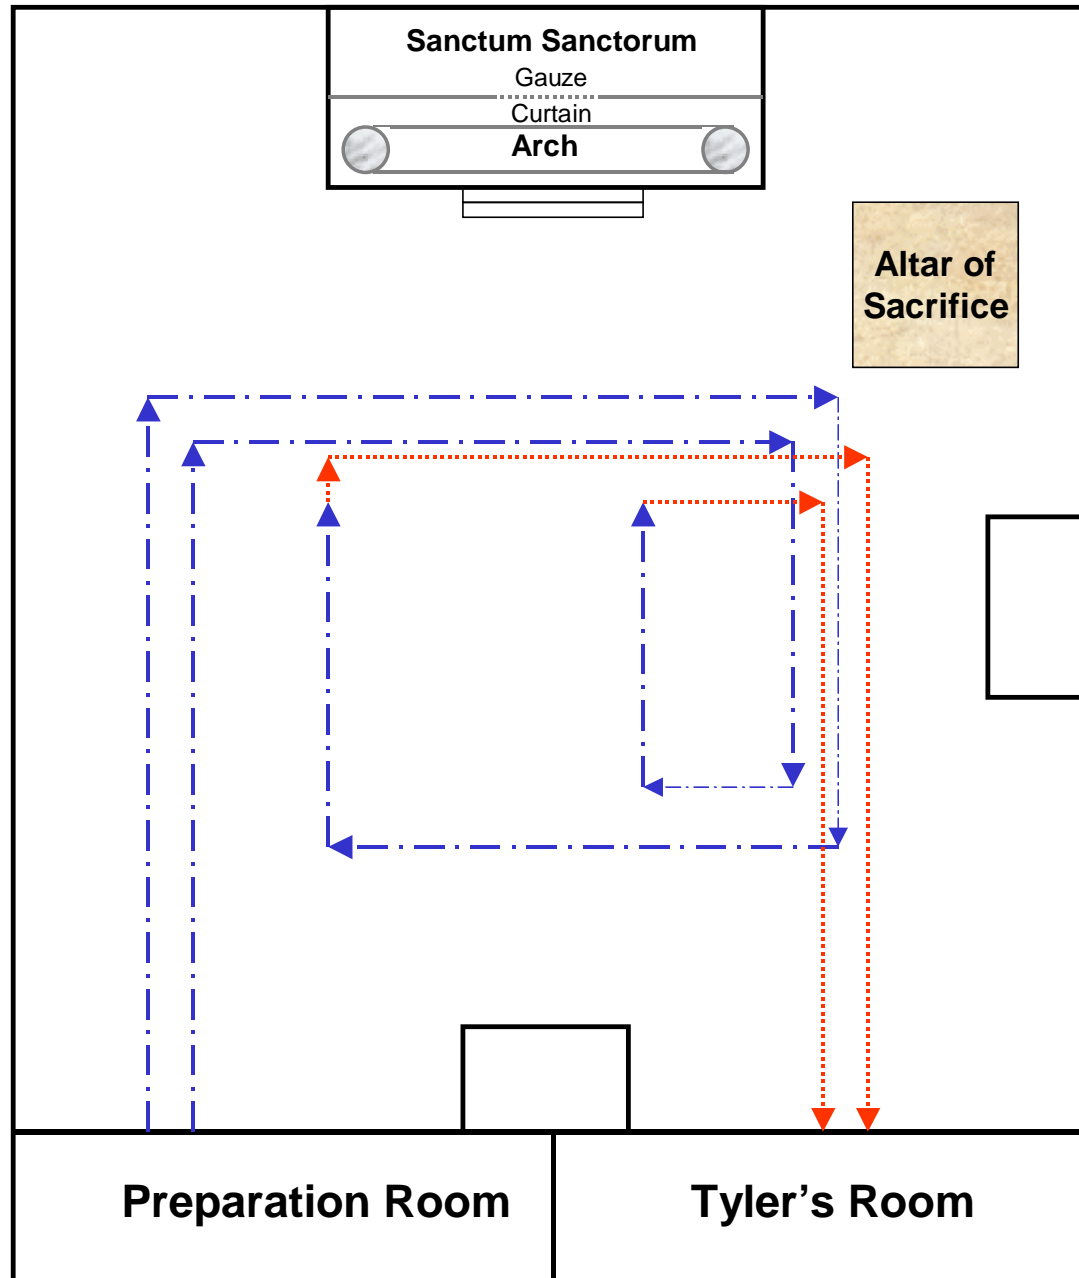 Sanctum Sanctorum
Gauze
Curtain
Arch
Altar of
Sacrifice
Preparation Room
Tyler's Room